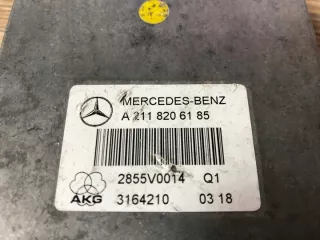 MERCEDES-BENZ
A 211 820 61 85
2855V0014 Q1
AKG 3164210 03 18